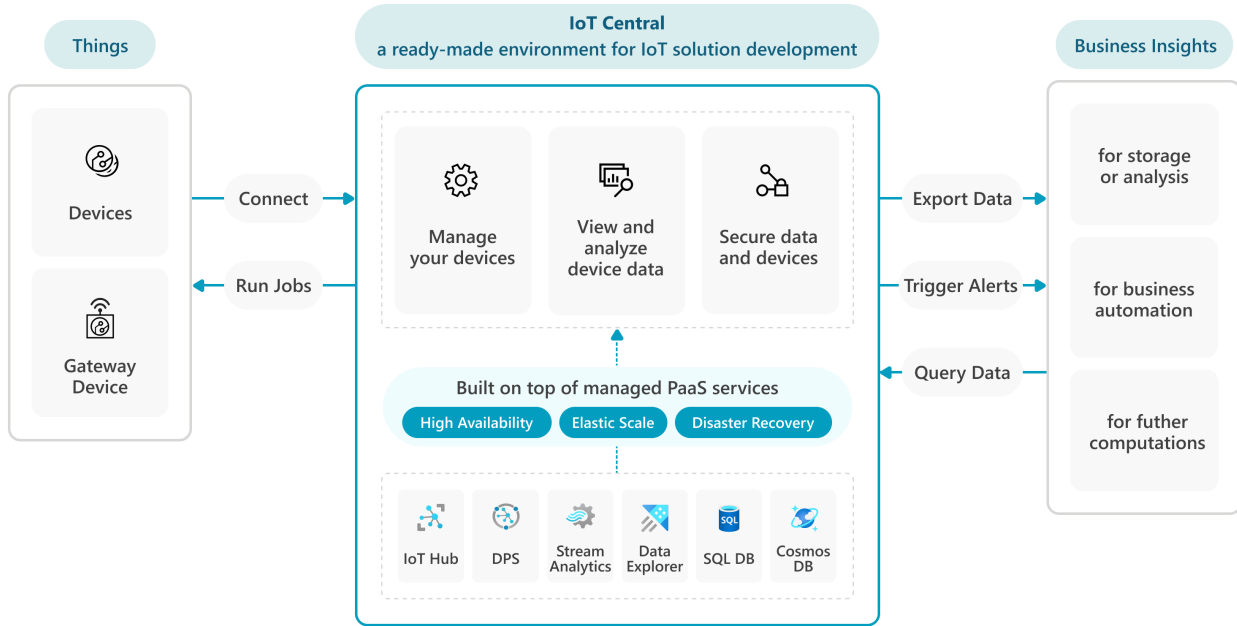 Things
Devices
Gateway
Device
Connect
Run Jobs
IoT Central
a ready-made environment for IoT solution development
Manage
your devices
View and
analyze
device data
Secure data
and devices
Built on top of managed PaaS services
High Availability
Elastic Scale
Disaster Recovery
IoT Hub
DPS
Stream
Analytics
Data
Explorer
SQL
SQL DB
Cosmos
DB
Export Data
Trigger Alerts
Query Data
Business Insights
for storage
or analysis
for business
automation
for futher
computations